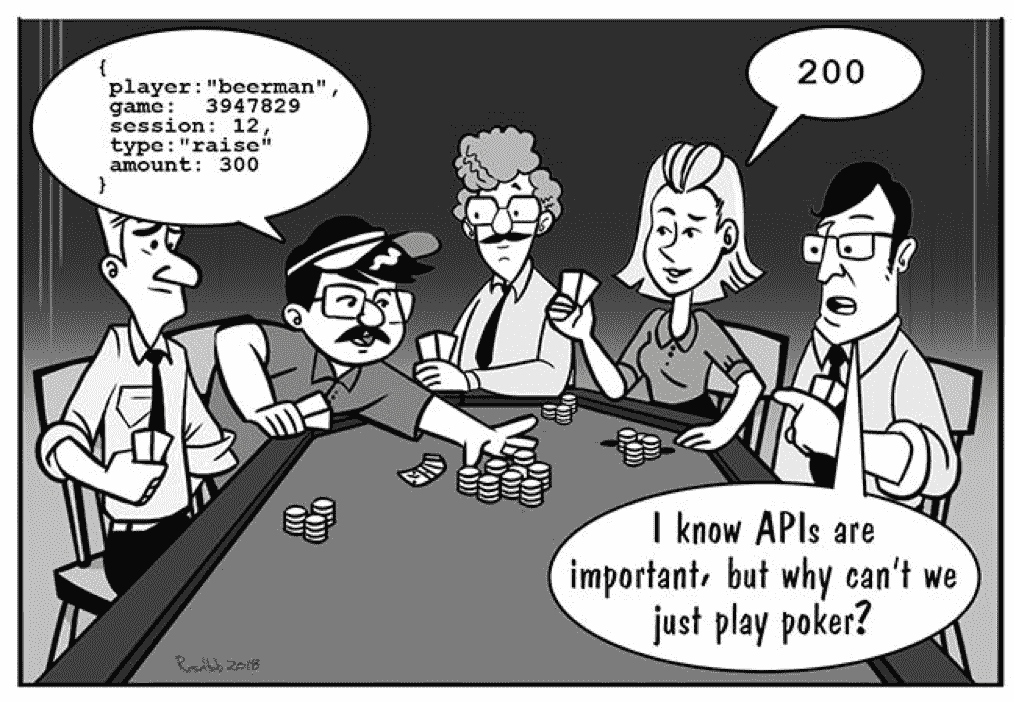 {
player:"beerman",
game: 3947829
session: 12,
type:"raise"
amount: 300
}
200
I know APIs are
important, but why can't we
just play poker?
2018